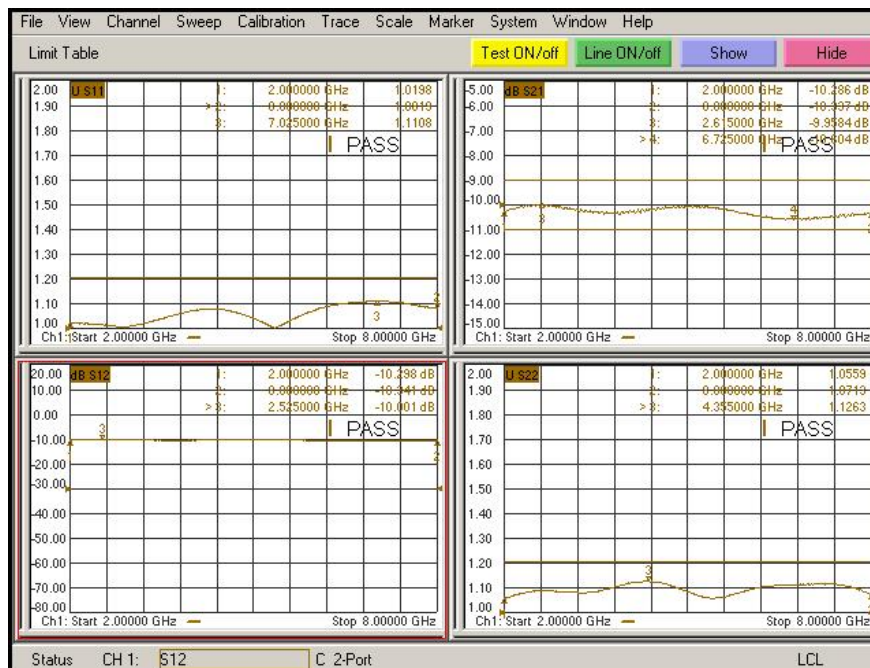 File View Channel Sweep Calibration Trace Scale Marker System Window Help
Limit Table Test ON/off Line ON/off Show Hide
U S11
1: 2.000000 GHz 1.0198
> 2:
3: 7.025000 GHz 1.1108
PASS
2.00
1.90
1.80
1.70
1.60
1.50
1.40
1.30
1.20
1.10
1.00
3
Ch1: Start 2.00000 GHz Stop 8.00000 GHz
dB S21
1: 2.000000 GHz -10.286 dB
2:
3: 2.615000 GHz -9.9584 dB
> 4: 6.725000 GHz
PASS
-5.00
-6.00
-7.00
-8.00
-9.00
-10.00
-11.00
-12.00
-13.00
-14.00
-15.00
3
4
Ch1: Start 2.00000 GHz Stop 8.00000 GHz
dB S12
1: 2.000000 GHz -10.298 dB
2:
> 3: 2.525000 GHz -10.001 dB
PASS
20.00
10.00
0.00
-10.00
-20.00
-30.00
-40.00
-50.00
-60.00
-70.00
-80.00
3
Ch1: Start 2.00000 GHz Stop 8.00000 GHz
U S22
1: 2.000000 GHz 1.0559
2:
> 3: 4.355000 GHz 1.1263
PASS
2.00
1.90
1.80
1.70
1.60
1.50
1.40
1.30
1.20
1.10
1.00
3
Ch1: Start 2.00000 GHz Stop 8.00000 GHz
Status CH 1: S12 C 2-Port LCL